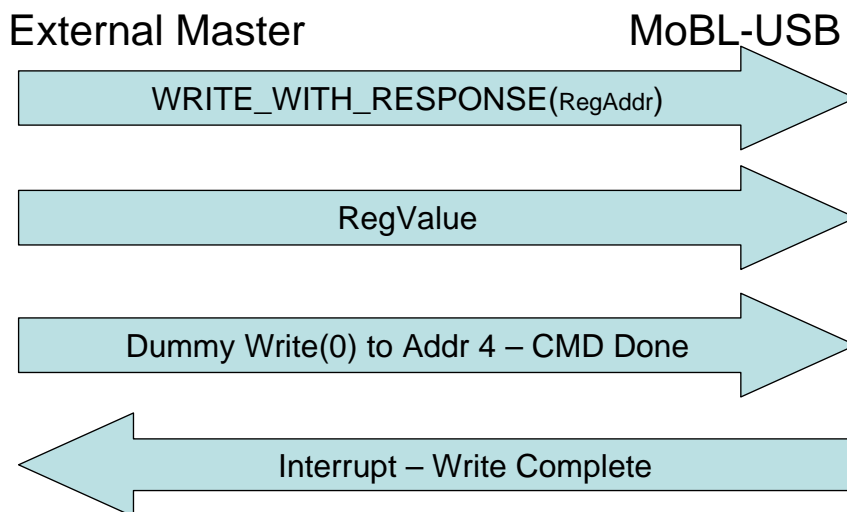 External Master MoBL-USB
WRITE_WITH_RESPONSE(RegAddr)
RegValue
Dummy Write(0) to Addr 4 – CMD Done
Interrupt – Write Complete